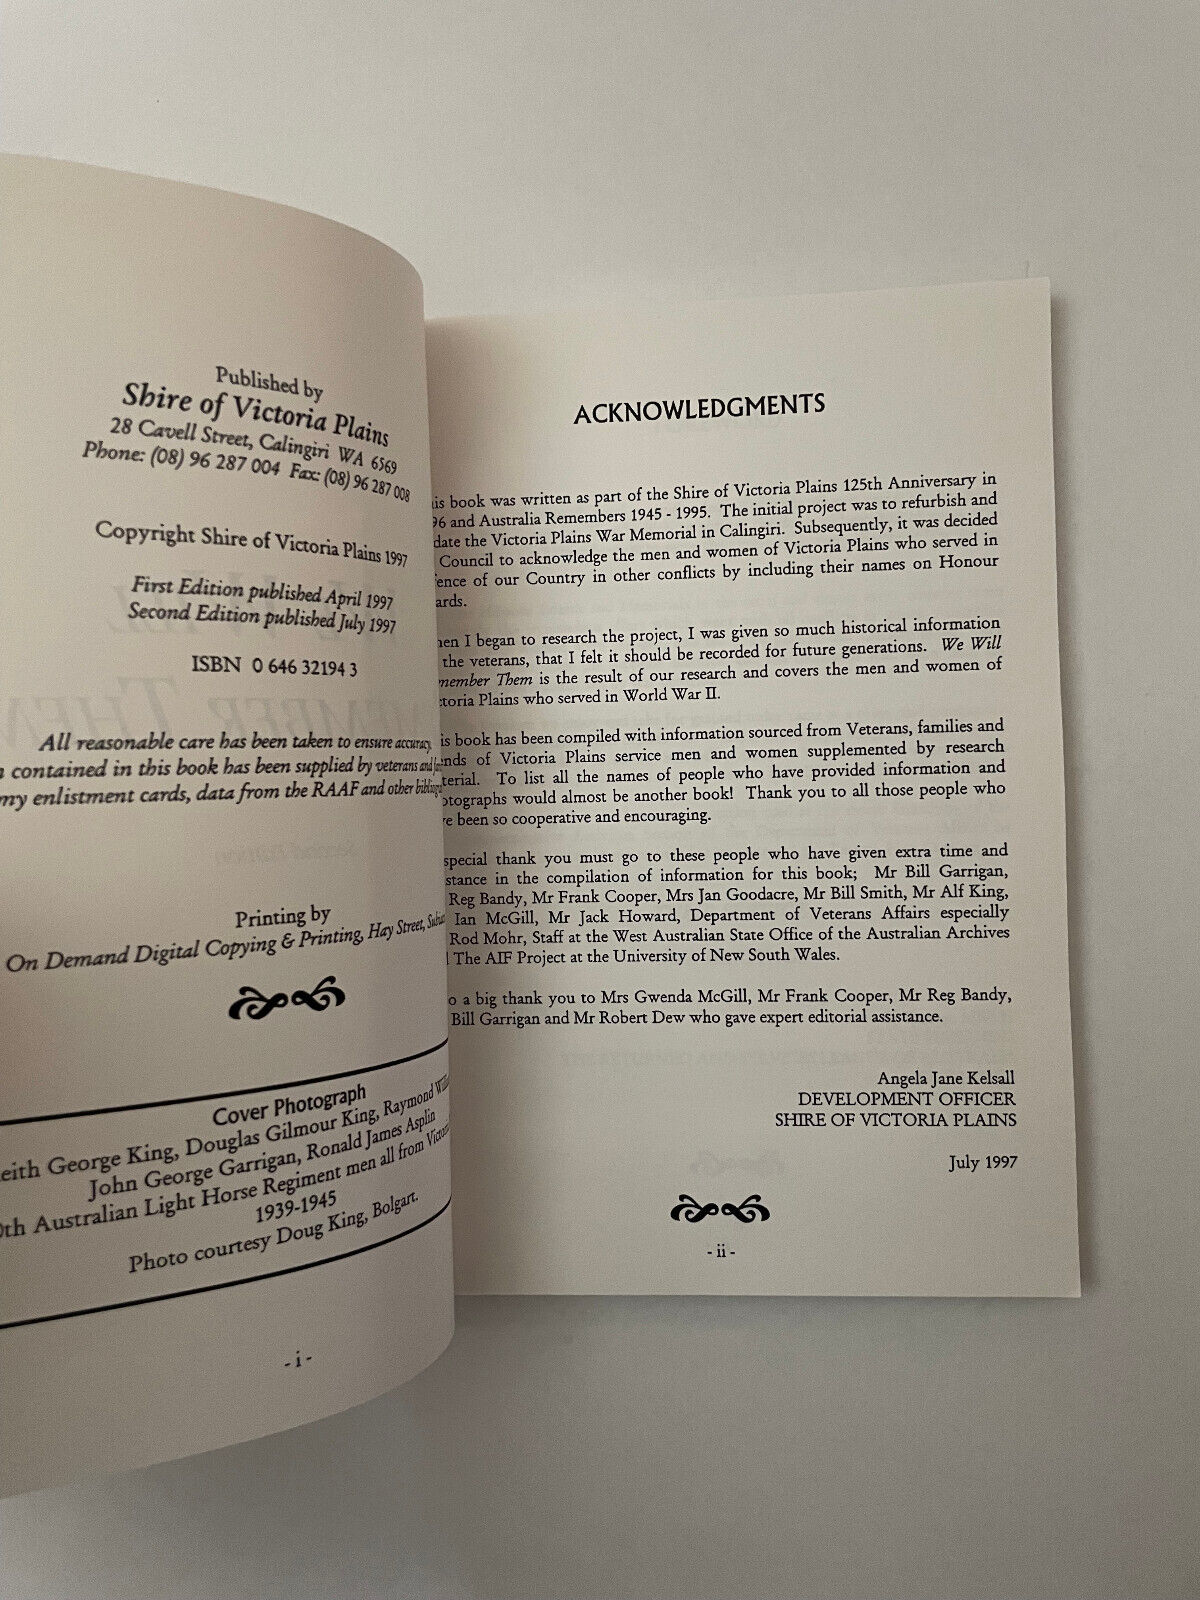 Published by
Shire of Victoria Plains
28 Cavell Street, Calingiri WA 6569
Phone: (08) 96 287 004 Fax: (08) 96 287 008
Copyright Shire of Victoria Plains 1997
First Edition published April 1997
Second Edition published July 1997
ISBN 0 646 32194 3
All reasonable care has been taken to ensure accuracy,
contained in this book has been supplied by veterans and
my enlistment cards, data from the RAAF and other
Printing by
On Demand Digital Copying & Printing, Hay Street,
Cover Photograph
eith George King, Douglas Gilmour King, Raymond
John George Garrigan, Ronald James Asplin
th Australian Light Horse Regiment men all from
1939-1945
Photo courtesy Doug King, Bolgart.
- i -
ACKNOWLEDGMENTS
is book was written as part of the Shire of Victoria Plains 125th Anniversary in
96 and Australia Remembers 1945 - 1995. The initial project was to refurbish and
date the Victoria Plains War Memorial in Calingiri. Subsequently, it was decided
Council to acknowledge the men and women of Victoria Plains who served in
ence of our Country in other conflicts by including their names on Honour
ards.
en I began to research the project, I was given so much historical information
the veterans, that I felt it should be recorded for future generations. We Will
member Them is the result of our research and covers the men and women of
toria Plains who served in World War II.
is book has been compiled with information sourced from Veterans, families and
ends of Victoria Plains service men and women supplemented by research
terial. To list all the names of people who have provided information and
otographs would almost be another book! Thank you to all those people who
e been so cooperative and encouraging.
special thank you must go to these people who have given extra time and
stance in the compilation of information for this book; Mr Bill Garrigan,
Reg Bandy, Mr Frank Cooper, Mrs Jan Goodacre, Mr Bill Smith, Mr Alf King,
Ian McGill, Mr Jack Howard, Department of Veterans Affairs especially
Rod Mohr, Staff at the West Australian State Office of the Australian Archives
The AIF Project at the University of New South Wales.
o a big thank you to Mrs Gwenda McGill, Mr Frank Cooper, Mr Reg Bandy,
Bill Garrigan and Mr Robert Dew who gave expert editorial assistance.
Angela Jane Kelsall
DEVELOPMENT OFFICER
SHIRE OF VICTORIA PLAINS
July 1997
- ii -